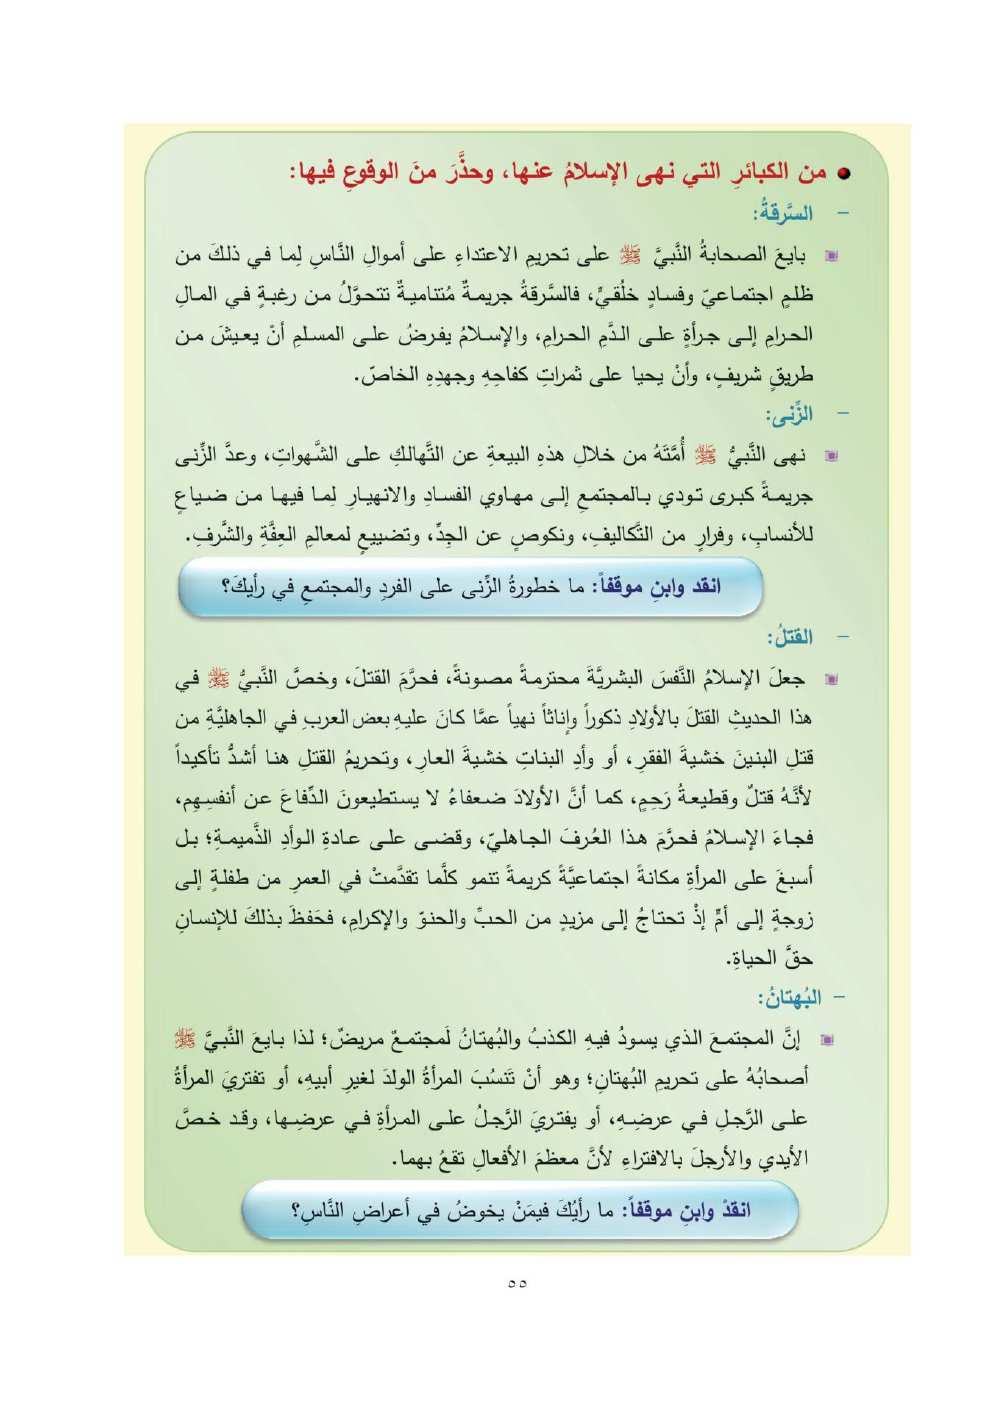 • من الكبائرِ التي نهى الإسلامُ عنها، وحذَّرَ منَ الوقوعِ فيها:
- السَّرقةُ:
بايعَ الصحابةُ النَّبيَّ ﷺ على تحريمِ الاعتداءِ على أموالِ النَّاسِ لِما في ذلكَ من
ظلمٍ اجتماعيّ وفسادٍ خلُقيٍّ، فالسَّرقةُ جريمةٌ مُتناميةٌ تتحوَّلُ من رغبةٍ في المالِ
الحرامِ إلى جرأةٍ على الدَّمِ الحرامِ، والإسلامُ يفرضُ على المسلمِ أنْ يعيشَ من
طريقٍ شريفٍ، وأنْ يحيا على ثمراتِ كفاحِهِ وجهدِهِ الخاصّ.
- الزِّنى:
نهى النَّبيُّ ﷺ أُمَّتَهُ من خلالِ هذهِ البيعةِ عن التَّهالكِ على الشَّهواتِ، وعدَّ الزِّنى
جريمةً كبرى تودي بالمجتمعِ إلى مهاوي الفسادِ والانهيارِ لِما فيها من ضياعٍ
للأنسابِ، وفرارٍ من التَّكاليفِ، ونكوصٍ عن الجِدِّ، وتضييعٍ لمعالمِ العِفَّةِ والشَّرفِ.
انقد وابنِ موقفاً: ما خطورةُ الزِّنى على الفردِ والمجتمعِ في رأيكَ؟
- القتلُ:
جعلَ الإسلامُ النَّفسَ البشريَّةَ محترمةً مصونةً، فحرَّمَ القتلَ، وخصَّ النَّبيُّ ﷺ في
هذا الحديثِ القتلَ بالأولادِ ذكوراً وإناثاً نهياً عمَّا كانَ عليهِ بعض العربِ في الجاهليَّةِ من
قتلِ البنينَ خشيةَ الفقرِ، أو وأدِ البناتِ خشيةَ العارِ، وتحريمُ القتلِ هنا أشدُّ تأكيداً
لأنَّهُ قتلٌ وقطيعةُ رَحِمٍ، كما أنَّ الأولادَ ضعفاءُ لا يستطيعونَ الدِّفاعَ عن أنفسِهِم،
فجاءَ الإسلامُ فحرَّمَ هذا العُرفَ الجاهليّ، وقضى على عادةِ الوأدِ الذَّميمةِ؛ بل
أسبغَ على المرأةِ مكانةً اجتماعيَّةً كريمةً تنمو كلَّما تقدَّمتْ في العمرِ من طفلةٍ إلى
زوجةٍ إلى أمٍّ إذْ تحتاجُ إلى مزيدٍ من الحبِّ والحنوّ والإكرامِ، فحَفظَ بذلكَ للإنسانِ
حقَّ الحياةِ.
- البُهتانُ:
إنَّ المجتمعَ الذي يسودُ فيهِ الكذبُ والبُهتانُ لَمجتمعٌ مريضٌ؛ لذا بايعَ النَّبيَّ ﷺ
أصحابُهُ على تحريمِ البُهتانِ؛ وهو أنْ تَنسُبَ المرأةُ الولدَ لغيرِ أبيهِ، أو تفتريَ المرأةُ
على الرَّجلِ في عرضِهِ، أو يفتريَ الرَّجلُ على المرأةِ في عرضِها، وقد خصَّ
الأيدي والأرجلَ بالافتراءِ لأنَّ معظمَ الأفعالِ تقعُ بهما.
انقدْ وابنِ موقفاً: ما رأيُكَ فيمَنْ يخوضُ في أعراضِ النَّاسِ؟
٥٥